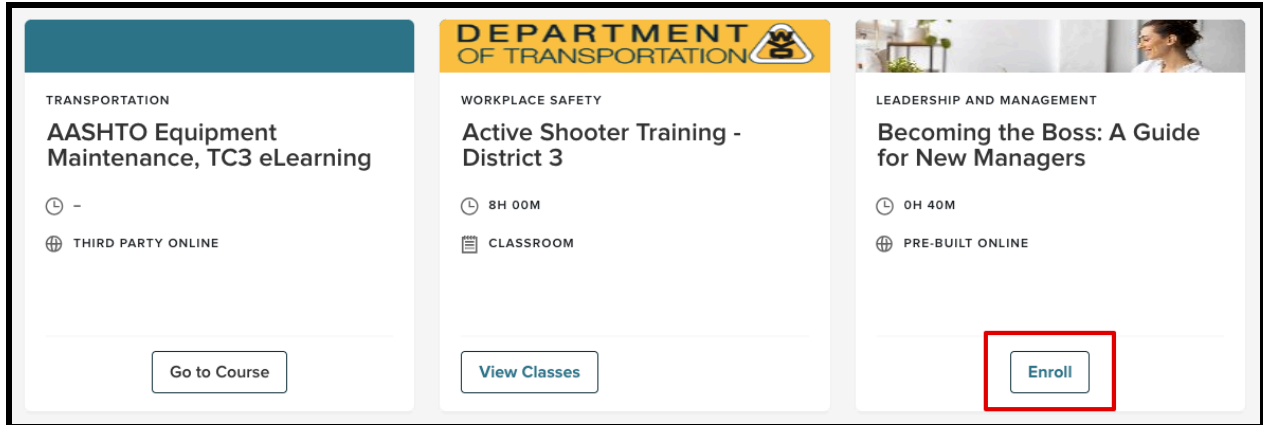 DEPARTMENT
OF TRANSPORTATION
TRANSPORTATION
AASHTO Equipment
Maintenance, TC3 eLearning
–
THIRD PARTY ONLINE
Go to Course
WORKPLACE SAFETY
Active Shooter Training -
District 3
8H 00M
CLASSROOM
View Classes
LEADERSHIP AND MANAGEMENT
Becoming the Boss: A Guide
for New Managers
0H 40M
PRE-BUILT ONLINE
Enroll